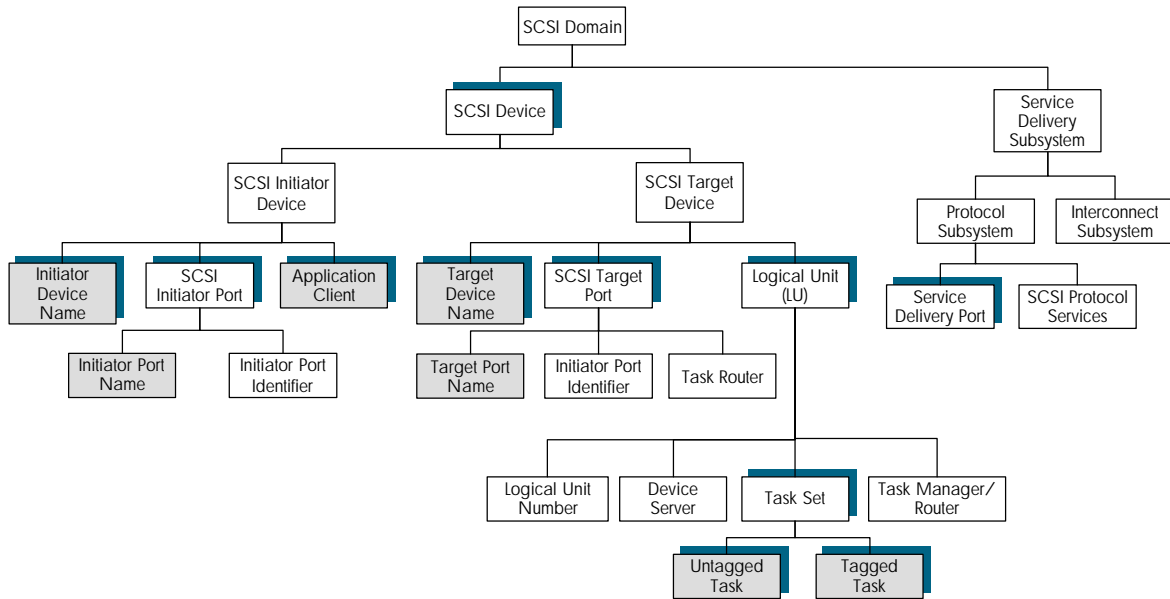 SCSI Domain
SCSI Device
Service
Delivery
Subsystem
SCSI Initiator
Device
SCSI Target
Device
Protocol
Subsystem
Interconnect
Subsystem
Initiator
Device
Name
SCSI
Initiator Port
Application
Client
Target
Device
Name
SCSI Target
Port
Logical Unit
(LU)
Service
Delivery Port
SCSI Protocol
Services
Initiator Port
Name
Initiator Port
Identifier
Target Port
Name
Initiator Port
Identifier
Task Router
Logical Unit
Number
Device
Server
Task Set
Task Manager/
Router
Untagged
Task
Tagged
Task